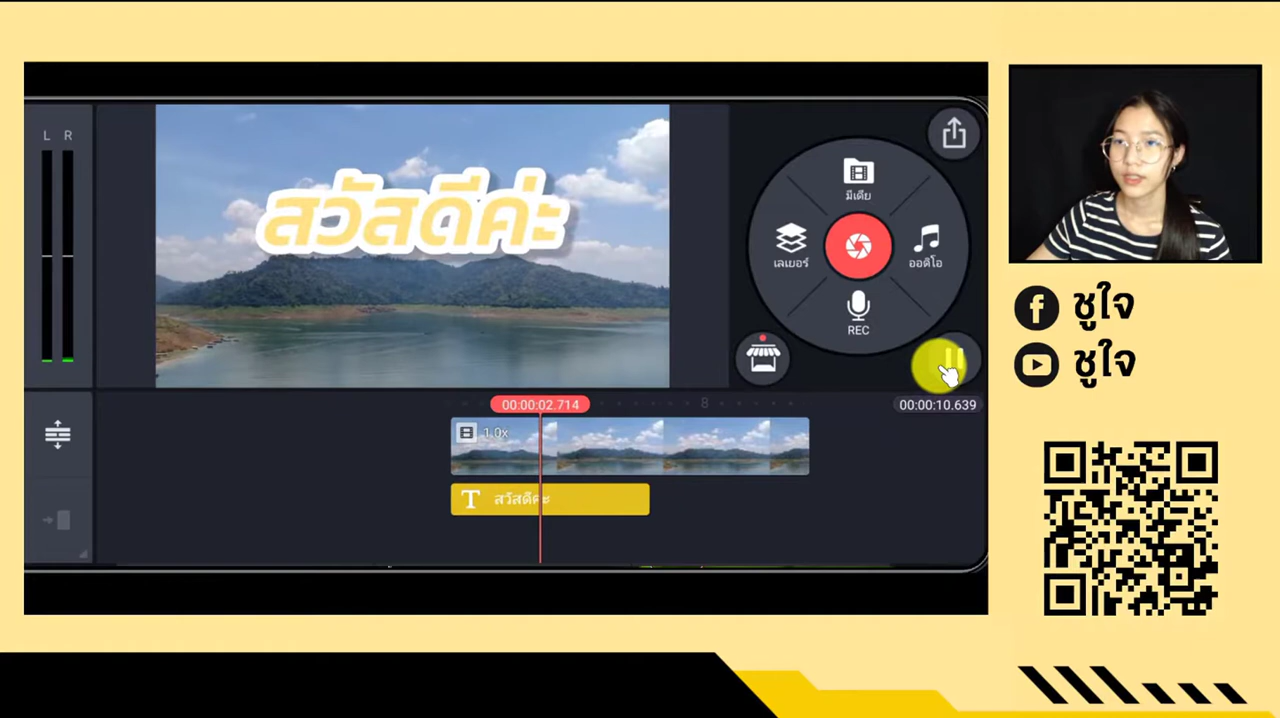 L R
สวัสดีค่ะ
มีเดีย
เลเยอร์
ออดิโอ
REC
ชูใจ
ชูใจ
00:00:02.714
8
00:00:10.639
1.0x
T สวัสดีค่ะ